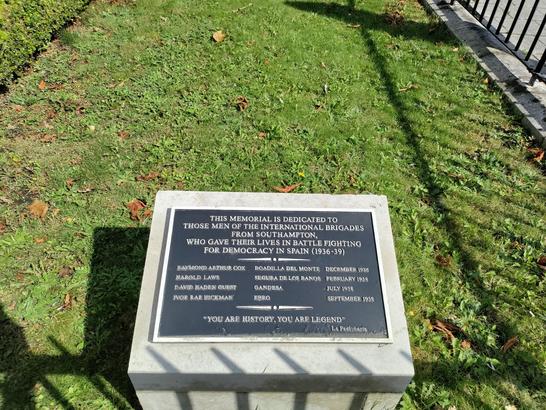 THIS MEMORIAL IS DEDICATED TO
THOSE MEN OF THE INTERNATIONAL BRIGADES
FROM SOUTHAMPTON,
WHO GAVE THEIR LIVES IN BATTLE FIGHTING
FOR DEMOCRACY IN SPAIN (1936-39)
RAYMOND ARTHUR COX BOADILLA DEL MONTE DECEMBER 1936
HAROLD LAWS SEGURA DE LOS BANOS FEBRUARY 1938
DAVID HADEN GUEST GANDESA JULY 1938
IVOR RAE HICKMAN EBRO SEPTEMBER 1938
"YOU ARE HISTORY, YOU ARE LEGEND"
La Pasionaria